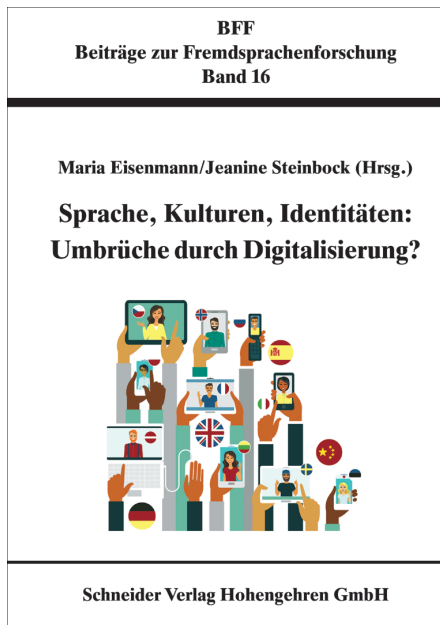 BFF
Beiträge zur Fremdsprachenforschung
Band 16
Maria Eisenmann/Jeanine Steinbock (Hrsg.)
Sprache, Kulturen, Identitäten:
Umbrüche durch Digitalisierung?
Schneider Verlag Hohengehren GmbH